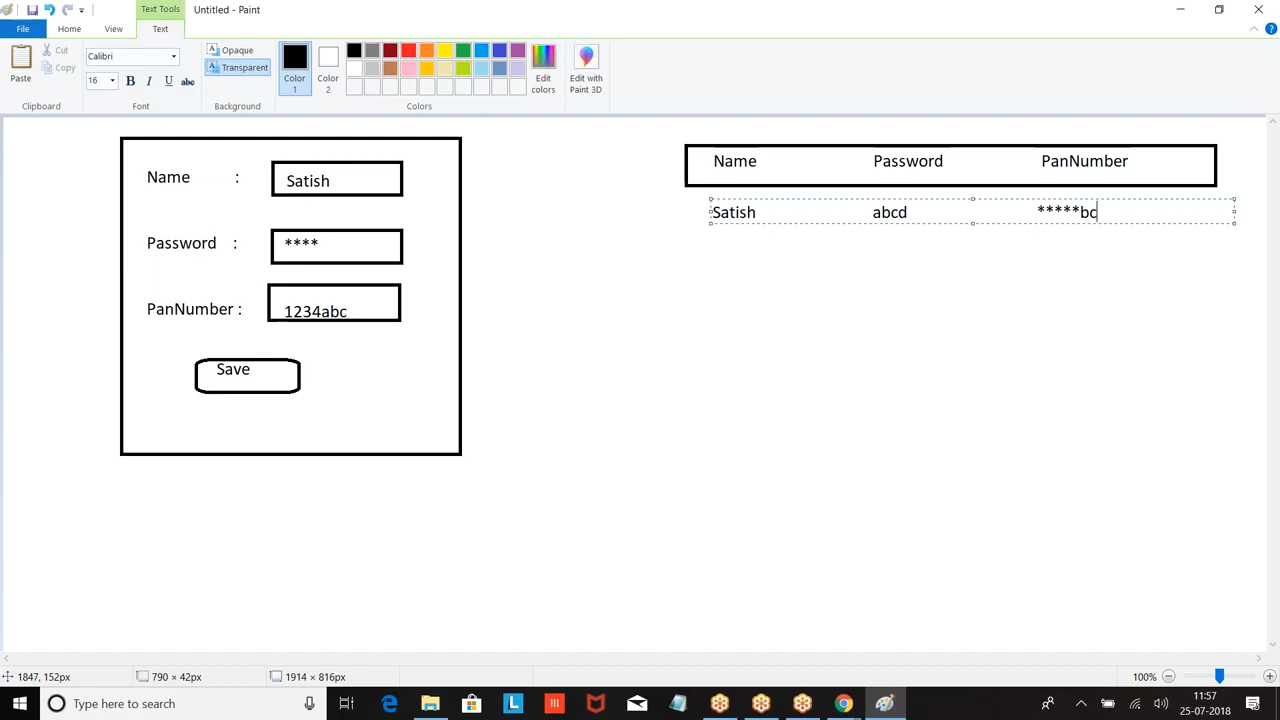 Untitled - Paint
Text Tools
File
Home
View
Text
Paste
Cut
Copy
Clipboard
Calibri
16
B I U abc
Font
Opaque
Transparent
Background
Color 1
Color 2
Colors
Edit colors
Edit with Paint 3D
Name :
Satish
Password :
****
PanNumber :
1234abc
Save
Name Password PanNumber
Satish abcd *****bc
1847, 152px
790 × 42px
1914 × 816px
100%
Type here to search
11:57
25-07-2018